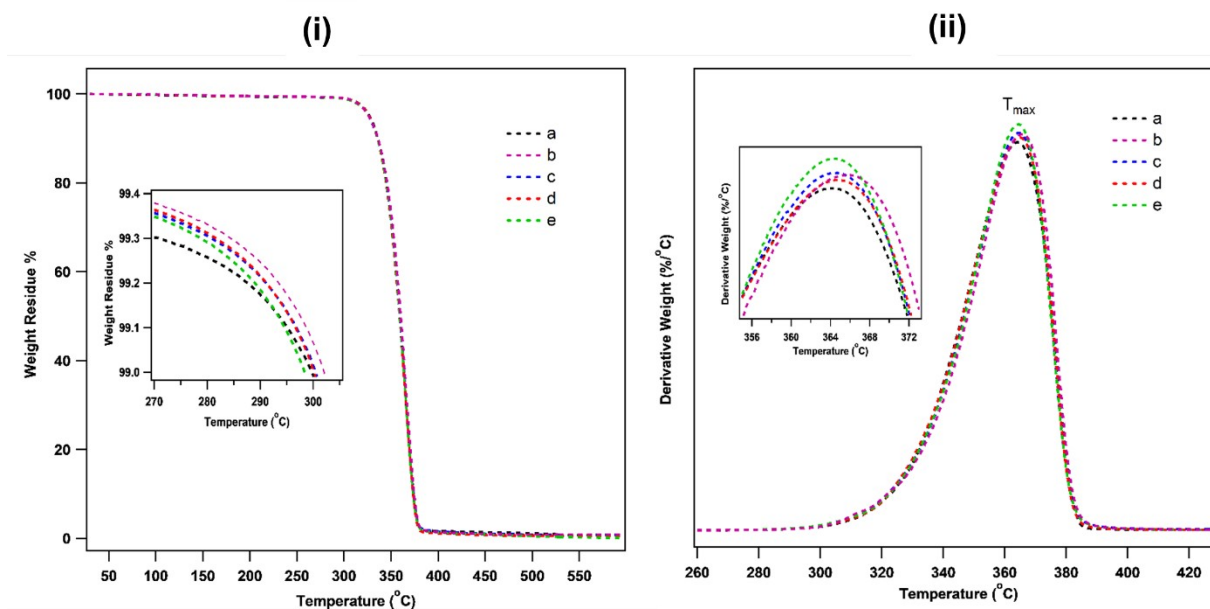 (i)
(ii)
100
80
60
40
20
0
Weight Residue %
50 100 150 200 250 300 350 400 450 500 550
Temperature (°C)
a
b
c
d
e
99.4
99.3
99.2
99.1
99.0
Weight Residue %
270 280 290 300
Temperature (°C)
Derivative Weight (%/°C)
260 280 300 320 340 360 380 400 420
Temperature (°C)
Tmax
a
b
c
d
e
Derivative Weight (%/°C)
356 360 364 368 372
Temperature (°C)